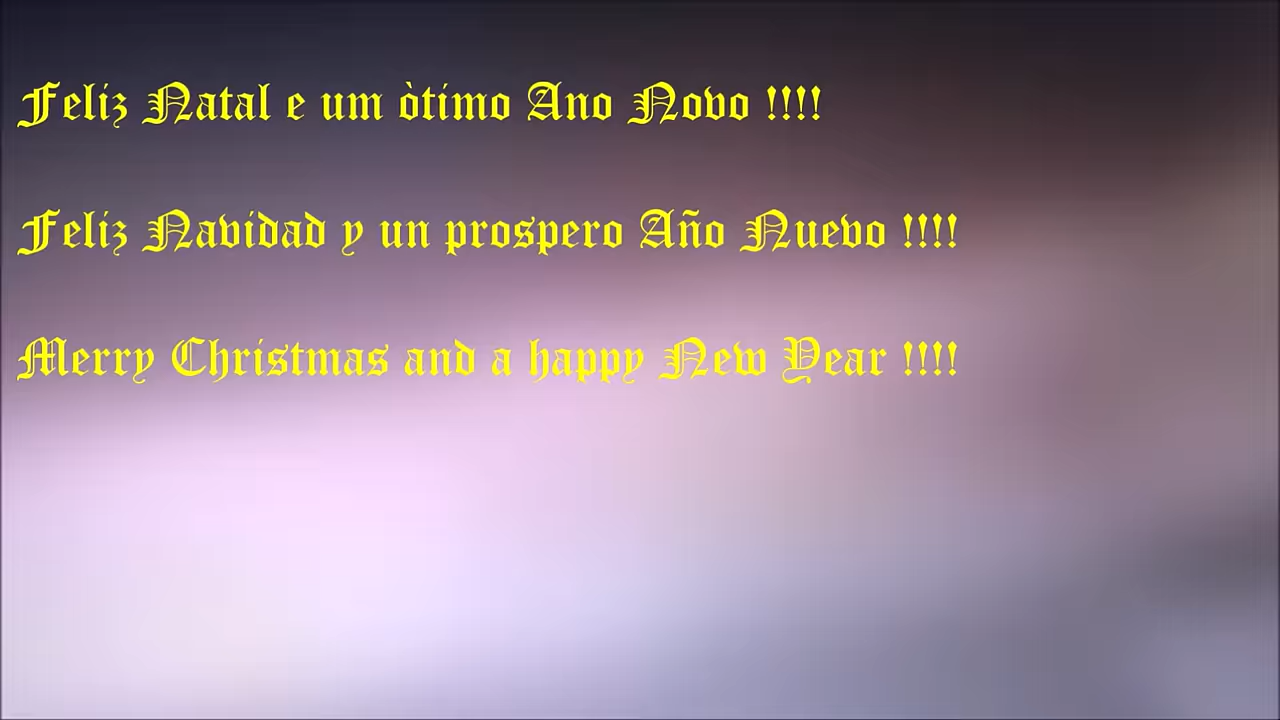 Feliz Natal e um òtimo Ano Novo !!!!
Feliz Navidad y un prospero Año Nuevo !!!!
Merry Christmas and a happy New Year !!!!